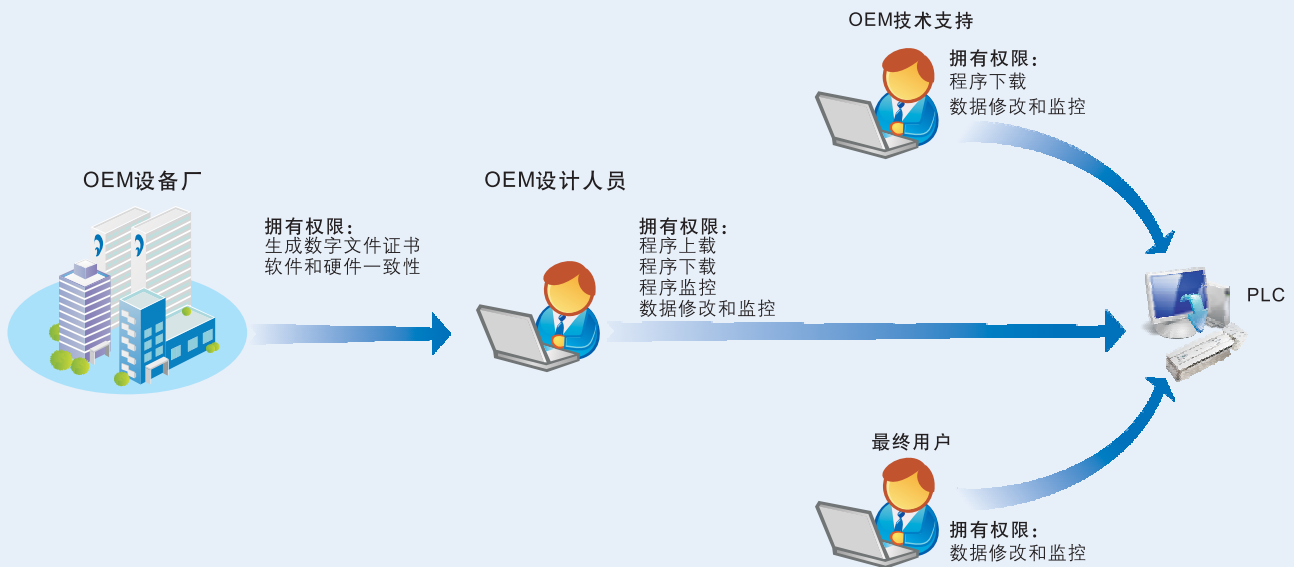 OEM技术支持
拥有权限：
程序下载
数据修改和监控
OEM设备厂
拥有权限：
生成数字文件证书
软件和硬件一致性
OEM设计人员
拥有权限：
程序上载
程序下载
程序监控
数据修改和监控
PLC
最终用户
拥有权限：
数据修改和监控